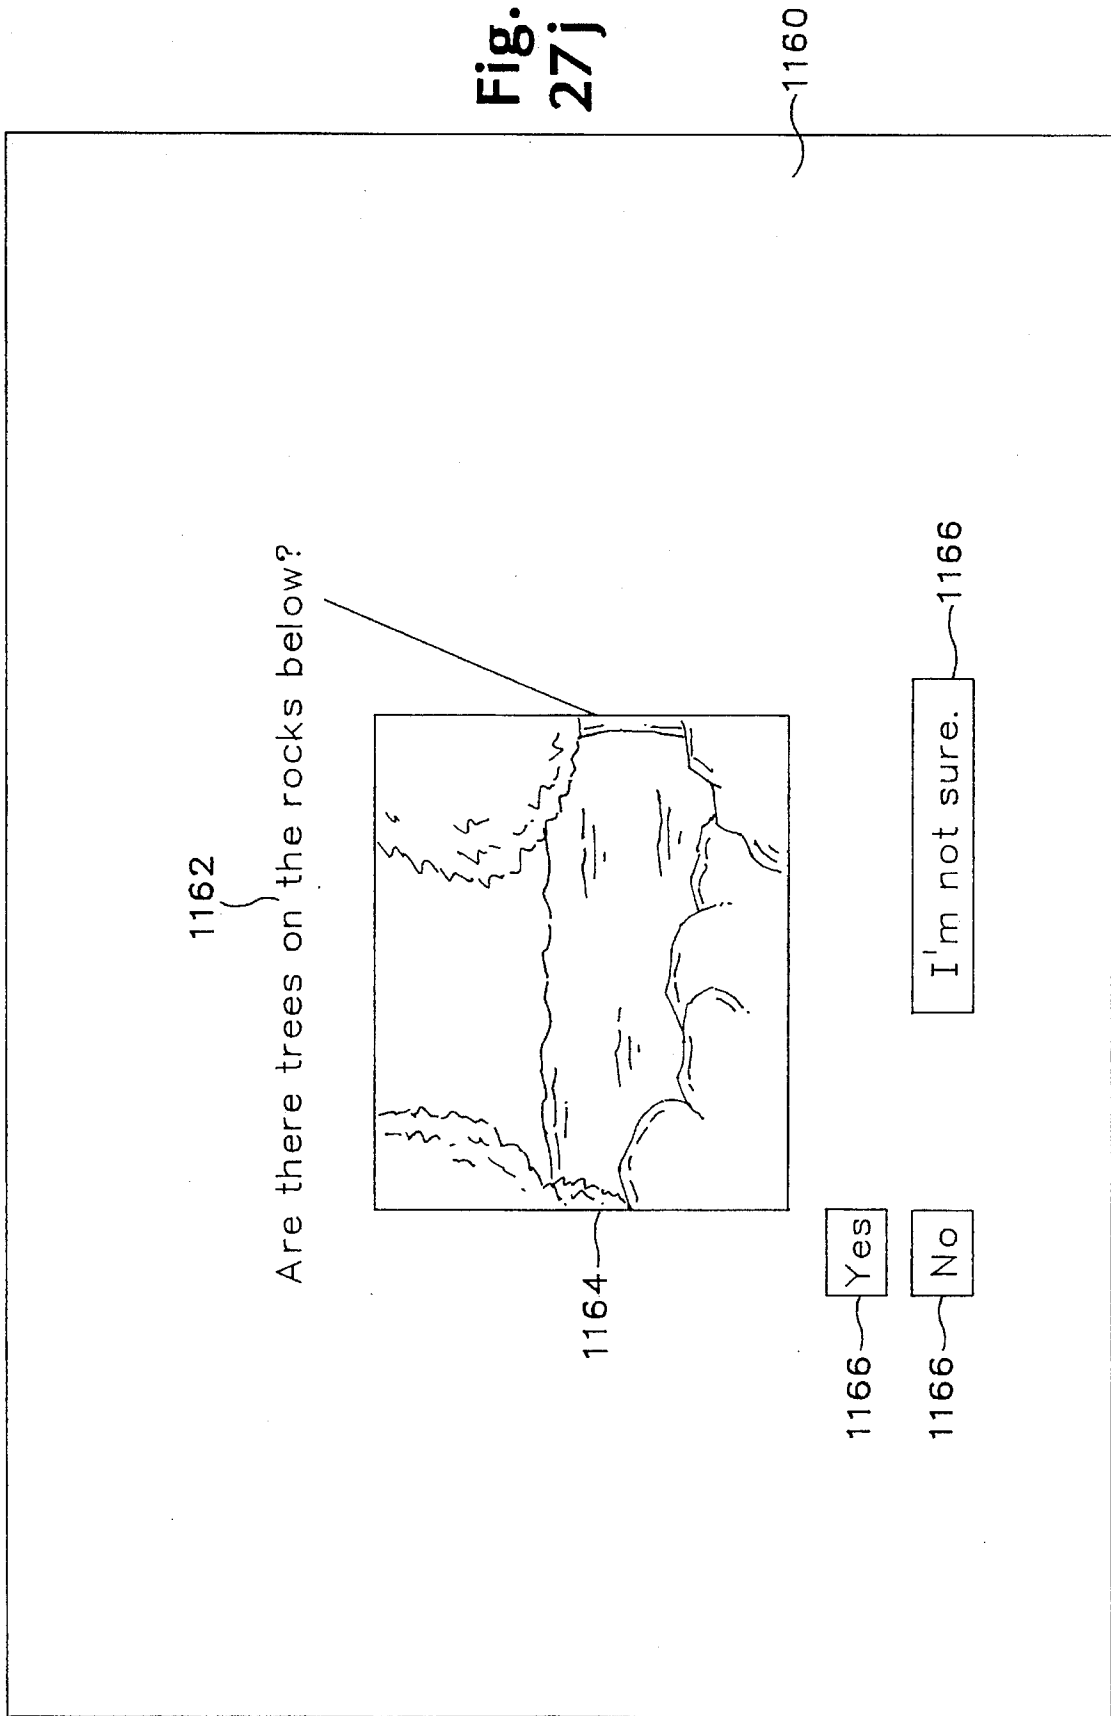 1162
Are there trees on the rocks below?
1164
1166 Yes
1166 No
I'm not sure. 1166
1160
Fig.
27j